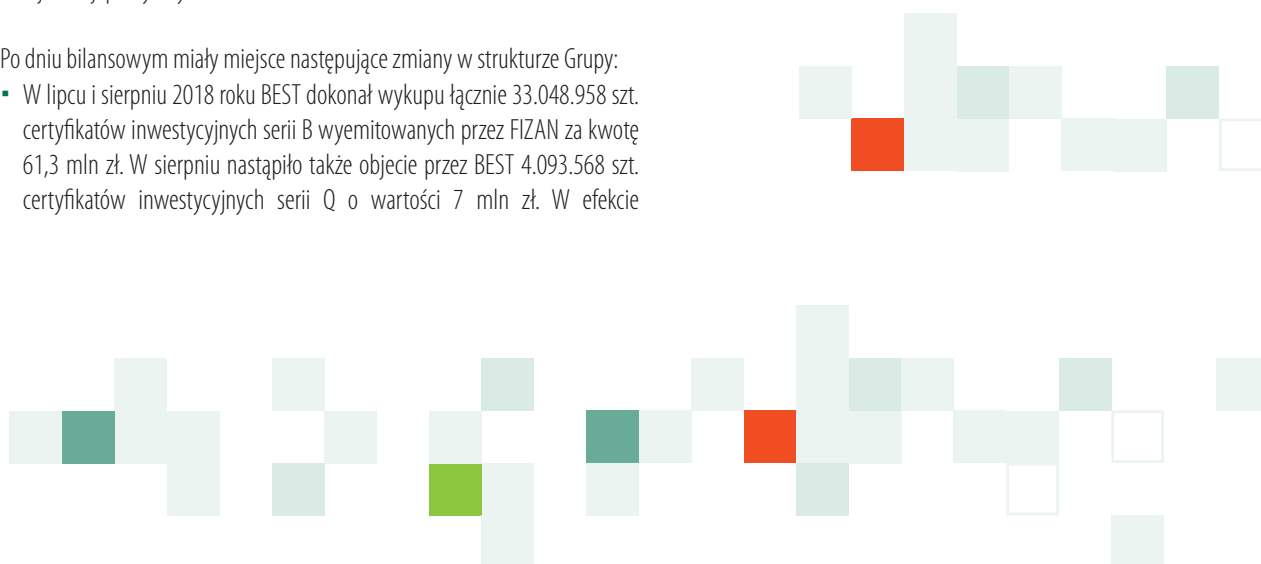 Po dniu bilansowym miały miejsce następujące zmiany w strukturze Grupy:
▪ W lipcu i sierpniu 2018 roku BEST dokonał wykupu łącznie 33.048.958 szt.
certyfikatów inwestycyjnych serii B wyemitowanych przez FIZAN za kwotę
61,3 mln zł. W sierpniu nastąpiło także objecie przez BEST 4.093.568 szt.
certyfikatów inwestycyjnych serii Q o wartości 7 mln zł. W efekcie